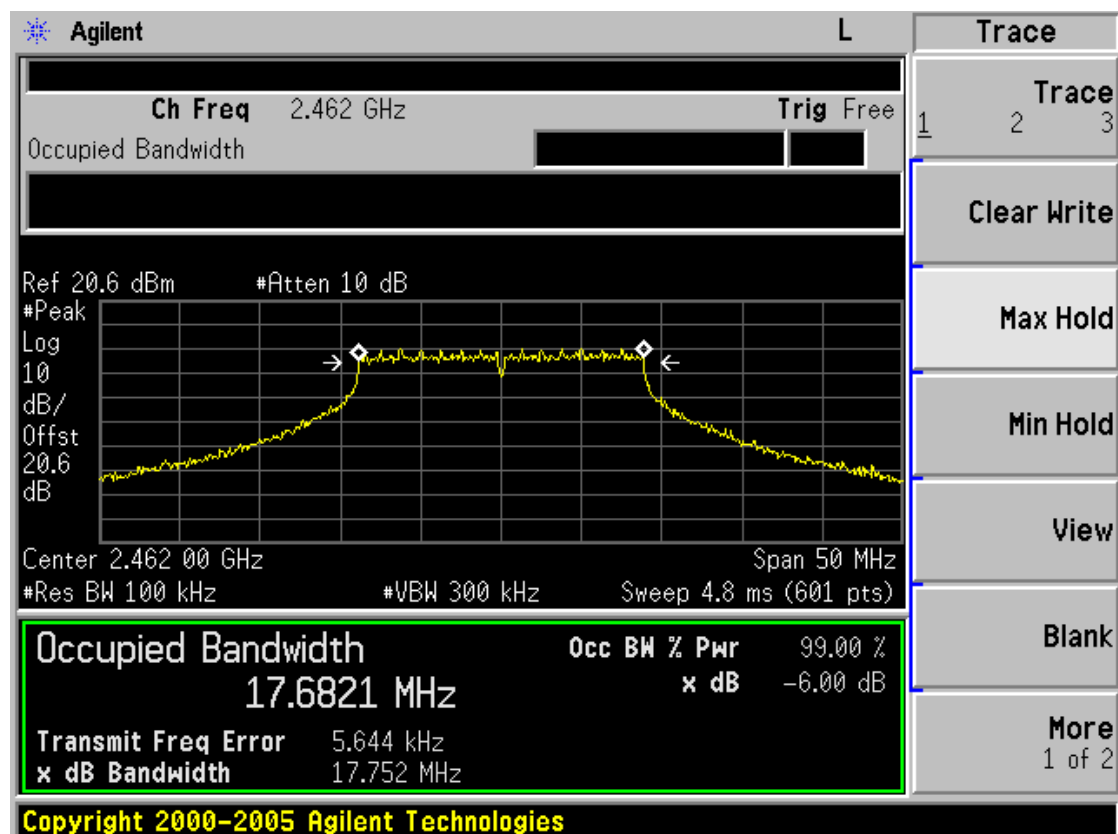 Agilent L Trace
Ch Freq 2.462 GHz Trig Free
Occupied Bandwidth
Trace
1 2 3
Clear Write
Max Hold
Min Hold
View
Blank
More
1 of 2
Ref 20.6 dBm #Atten 10 dB
#Peak
Log
10
dB/
Offst
20.6
dB
Center 2.462 00 GHz Span 50 MHz
#Res BW 100 kHz #VBW 300 kHz Sweep 4.8 ms (601 pts)
Occupied Bandwidth Occ BW % Pwr 99.00 %
17.6821 MHz x dB -6.00 dB
Transmit Freq Error 5.644 kHz
x dB Bandwidth 17.752 MHz
Copyright 2000-2005 Agilent Technologies